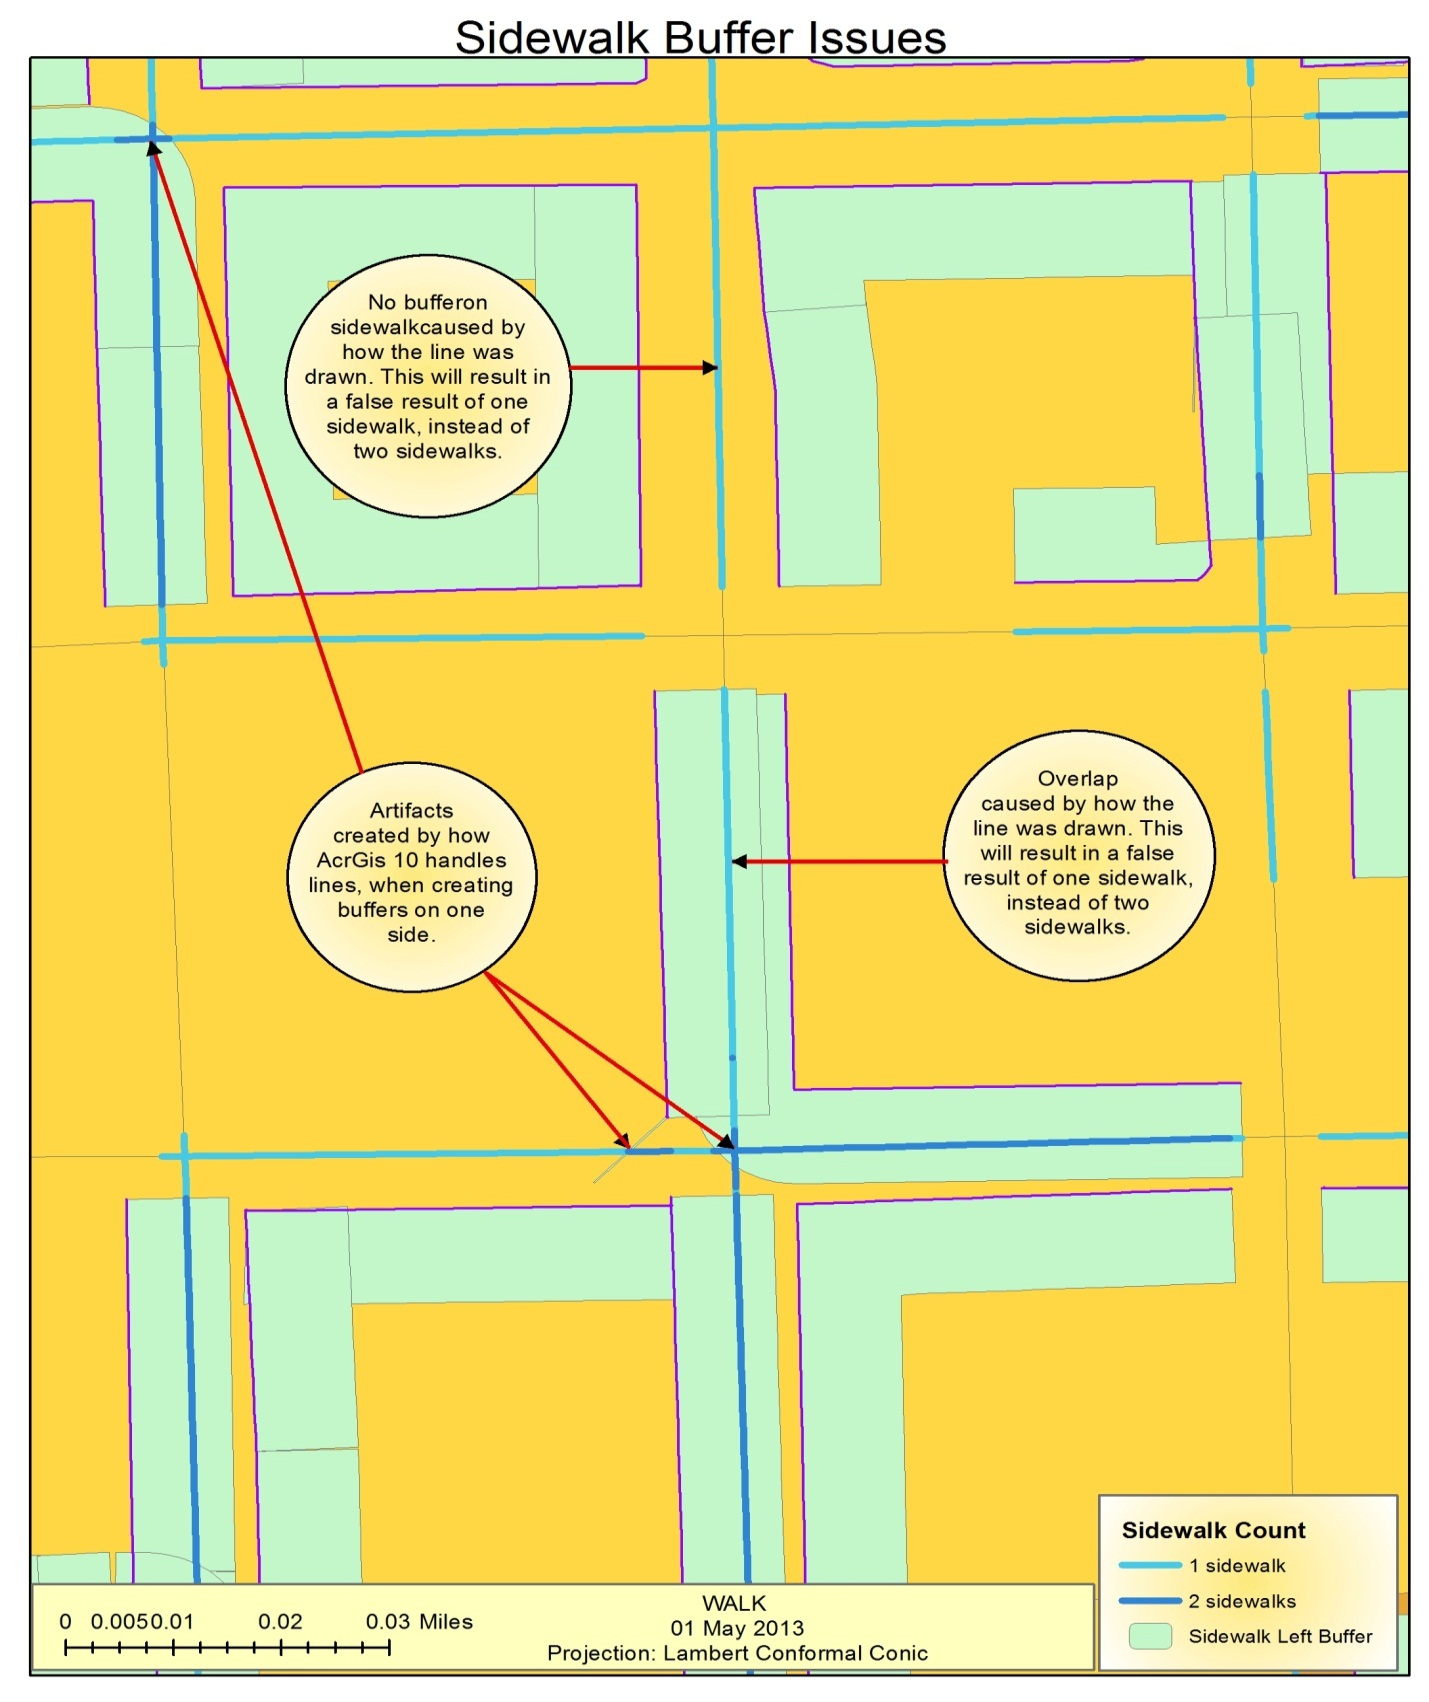 Sidewalk Buffer Issues
No bufferon
sidewalkcaused by
how the line was
drawn. This will result in
a false result of one
sidewalk, instead of
two sidewalks.
Overlap
caused by how the
line was drawn. This
will result in a false
result of one sidewalk,
instead of two
sidewalks.
Artifacts
created by how
AcrGis 10 handles
lines, when creating
buffers on one
side.
Sidewalk Count
1 sidewalk
2 sidewalks
Sidewalk Left Buffer
0 0.0050.01 0.02 0.03 Miles
WALK
01 May 2013
Projection: Lambert Conformal Conic